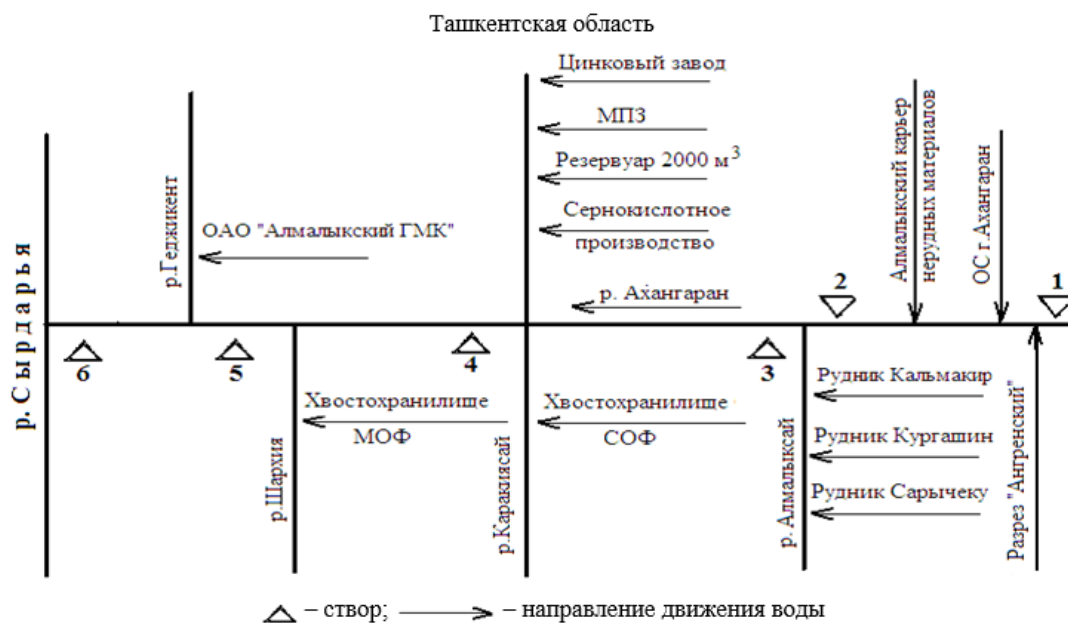 Ташкентская область
Цинковый завод
МПЗ
Резервуар 2000 м³
Сернокислотное
производство
р. Ахангаран
Алмалыкский карьер
нерудных материалов
ОС г.Ахангаран
р.Геджикент
ОАО "Алмалыкский ГМК"
р. Сырдарья
2
1
6
5
4
3
Хвостохранилище
МОФ
Хвостохранилище
СОФ
Рудник Кальмакир
Рудник Кургашин
Рудник Сарычеку
р.Шархия
р.Каракиясай
р. Алмалыксай
Разрез "Ангренский"
– створ; – направление движения воды